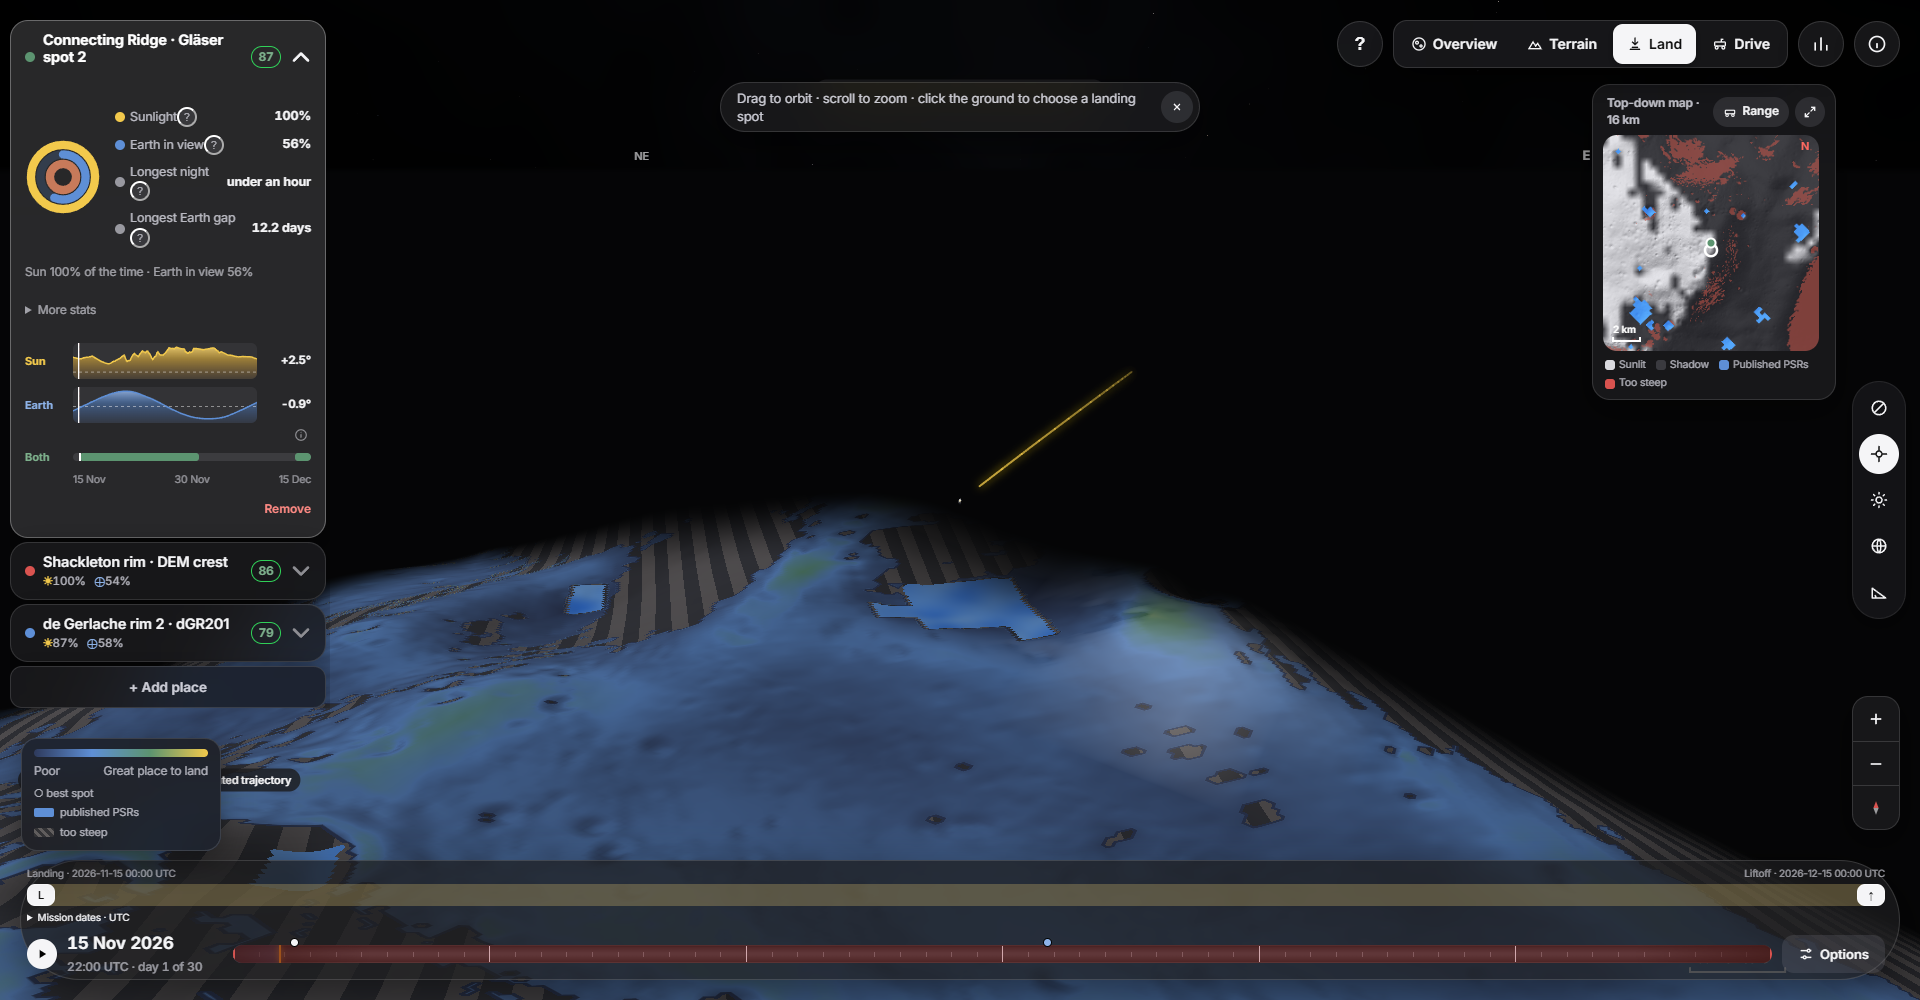 Connecting Ridge · Gläser
spot 2
87
Sunlight ? 100%
Earth in view ? 56%
Longest night
? under an hour
Longest Earth gap
? 12.2 days
Sun 100% of the time · Earth in view 56%
More stats
Sun +2.5°
Earth -0.9°
Both
15 Nov 30 Nov 15 Dec
Remove
Shackleton rim · DEM crest
100% 54%
86
de Gerlache rim 2 · dGR201
87% 58%
79
+ Add place
Poor Great place to land
best spot
published PSRs
too steep
ted trajectory
Drag to orbit · scroll to zoom · click the ground to choose a landing
spot
NE
E
? Overview Terrain Land Drive
Top-down map ·
16 km
Range
N
2 km
Sunlit Shadow Published PSRs
Too steep
Landing · 2026-11-15 00:00 UTC
Liftoff · 2026-12-15 00:00 UTC
L
Mission dates · UTC
15 Nov 2026
22:00 UTC · day 1 of 30
Options